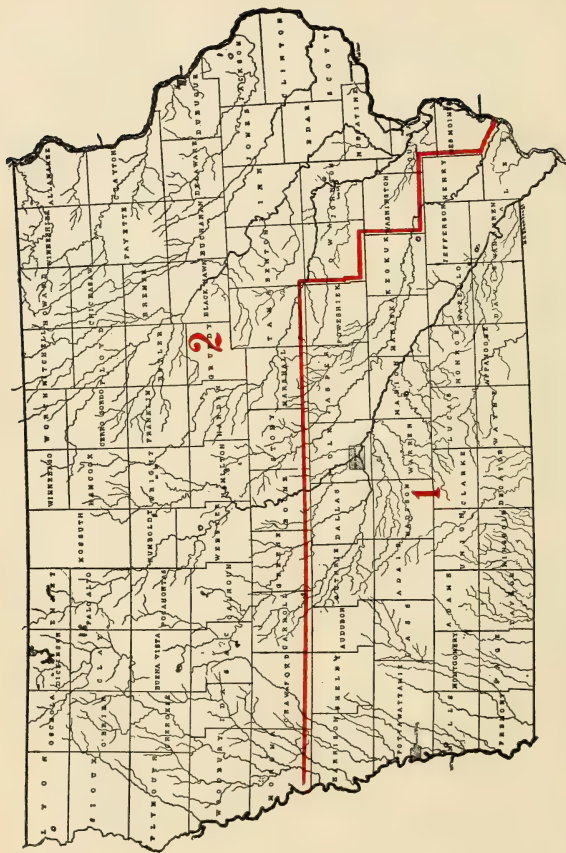 LYON
OSCEOLA
DICKINSON
EMMET
WINNEBAGO
WORTH
MITCHELL
HOWARD
WINNESHIEK
ALLAMAKEE
SIOUX
O'BRIEN
CLAY
PALO ALTO
KOSSUTH
HANCOCK
CERRO GORDO
FLOYD
CHICKASAW
FAYETTE
CLAYTON
PLYMOUTH
CHEROKEE
BUENA VISTA
POCAHONTAS
HUMBOLDT
WRIGHT
FRANKLIN
BUTLER
BREMER
WOODBURY
IDA
SAC
CALHOUN
WEBSTER
HAMILTON
HARDIN
GRUNDY
2
BLACK HAWK
BUCHANAN
DELAWARE
DUBUQUE
MONONA
CRAWFORD
CARROLL
GREENE
BOONE
STORY
MARSHALL
TAMA
BENTON
LINN
JONES
JACKSON
CLINTON
HARRISON
SHELBY
AUDUBON
GUTHRIE
DALLAS
POLK
JASPER
POWESHIEK
IOWA
JOHNSON
CEDAR
SCOTT
MUSCATINE
POTTAWATTAMIE
CASS
ADAIR
MADISON
WARREN
MARION
MAHASKA
KEOKUK
WASHINGTON
LOUISA
MILLS
MONTGOMERY
ADAMS
UNION
CLARKE
LUCAS
MONROE
WAPELLO
JEFFERSON
HENRY
DES MOINES
1
FREMONT
PAGE
TAYLOR
RINGGOLD
DECATUR
WAYNE
APPANOOSE
DAVIS
VAN BUREN
LEE